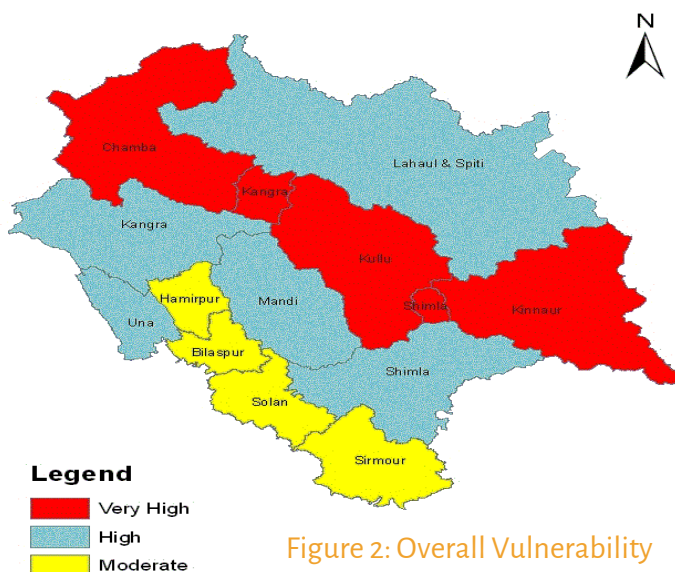 N
Chamba
Lahaul & Spiti
Kangra
Kangra
Kullu
Hamirpur
Mandi
Shimla
Kinnaur
Una
Bilaspur
Shimla
Solan
Sirmour
Legend
Very High
High
Moderate
Figure 2: Overall Vulnerability